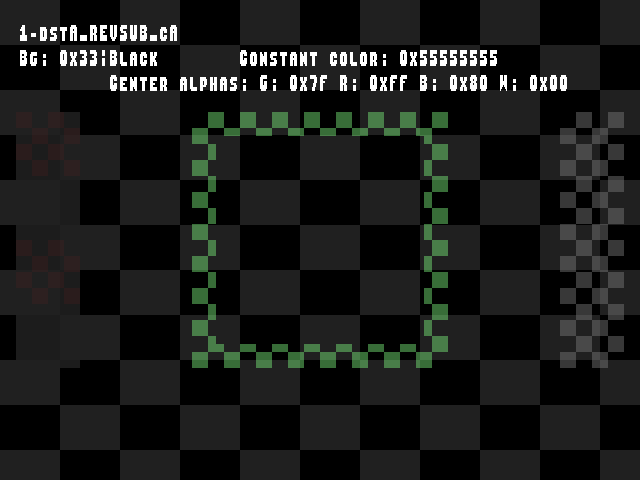 1-dstA_REVSUB_cA
Bg: 0x33¦Black Constant color: 0x55555555
Center alphas: G: 0x7f R: 0xff B: 0x80 W: 0x00